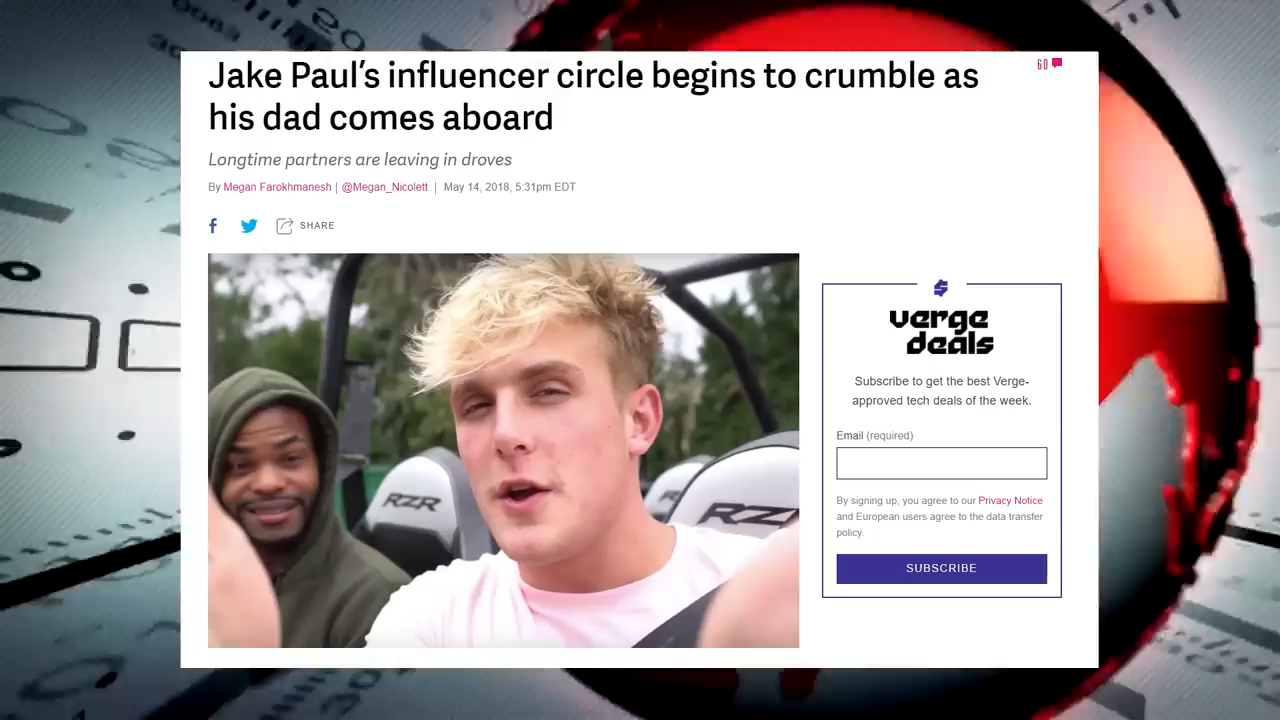 Jake Paul's influencer circle begins to crumble as
his dad comes aboard
60
Longtime partners are leaving in droves
By Megan Farokhmanesh | @Megan_Nicolett | May 14, 2018, 5:31pm EDT
SHARE
RZR
verge
deals
Subscribe to get the best Verge-
approved tech deals of the week.
Email (required)
By signing up, you agree to our Privacy Notice
and European users agree to the data transfer
policy.
SUBSCRIBE